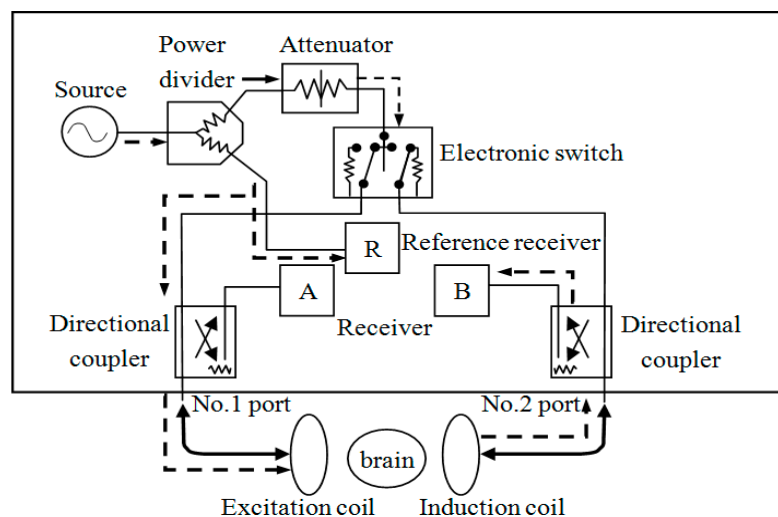 Power
divider
Attenuator
Source
Electronic switch
R
Reference receiver
A
B
Receiver
Directional
coupler
Directional
coupler
No.1 port
No.2 port
brain
Excitation coil
Induction coil